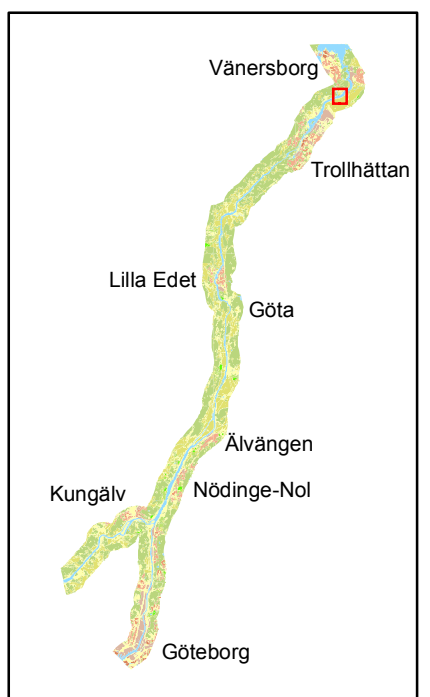 Vänersborg
Trollhättan
Lilla Edet
Göta
Älvängen
Kungälv
Nödinge-Nol
Göteborg